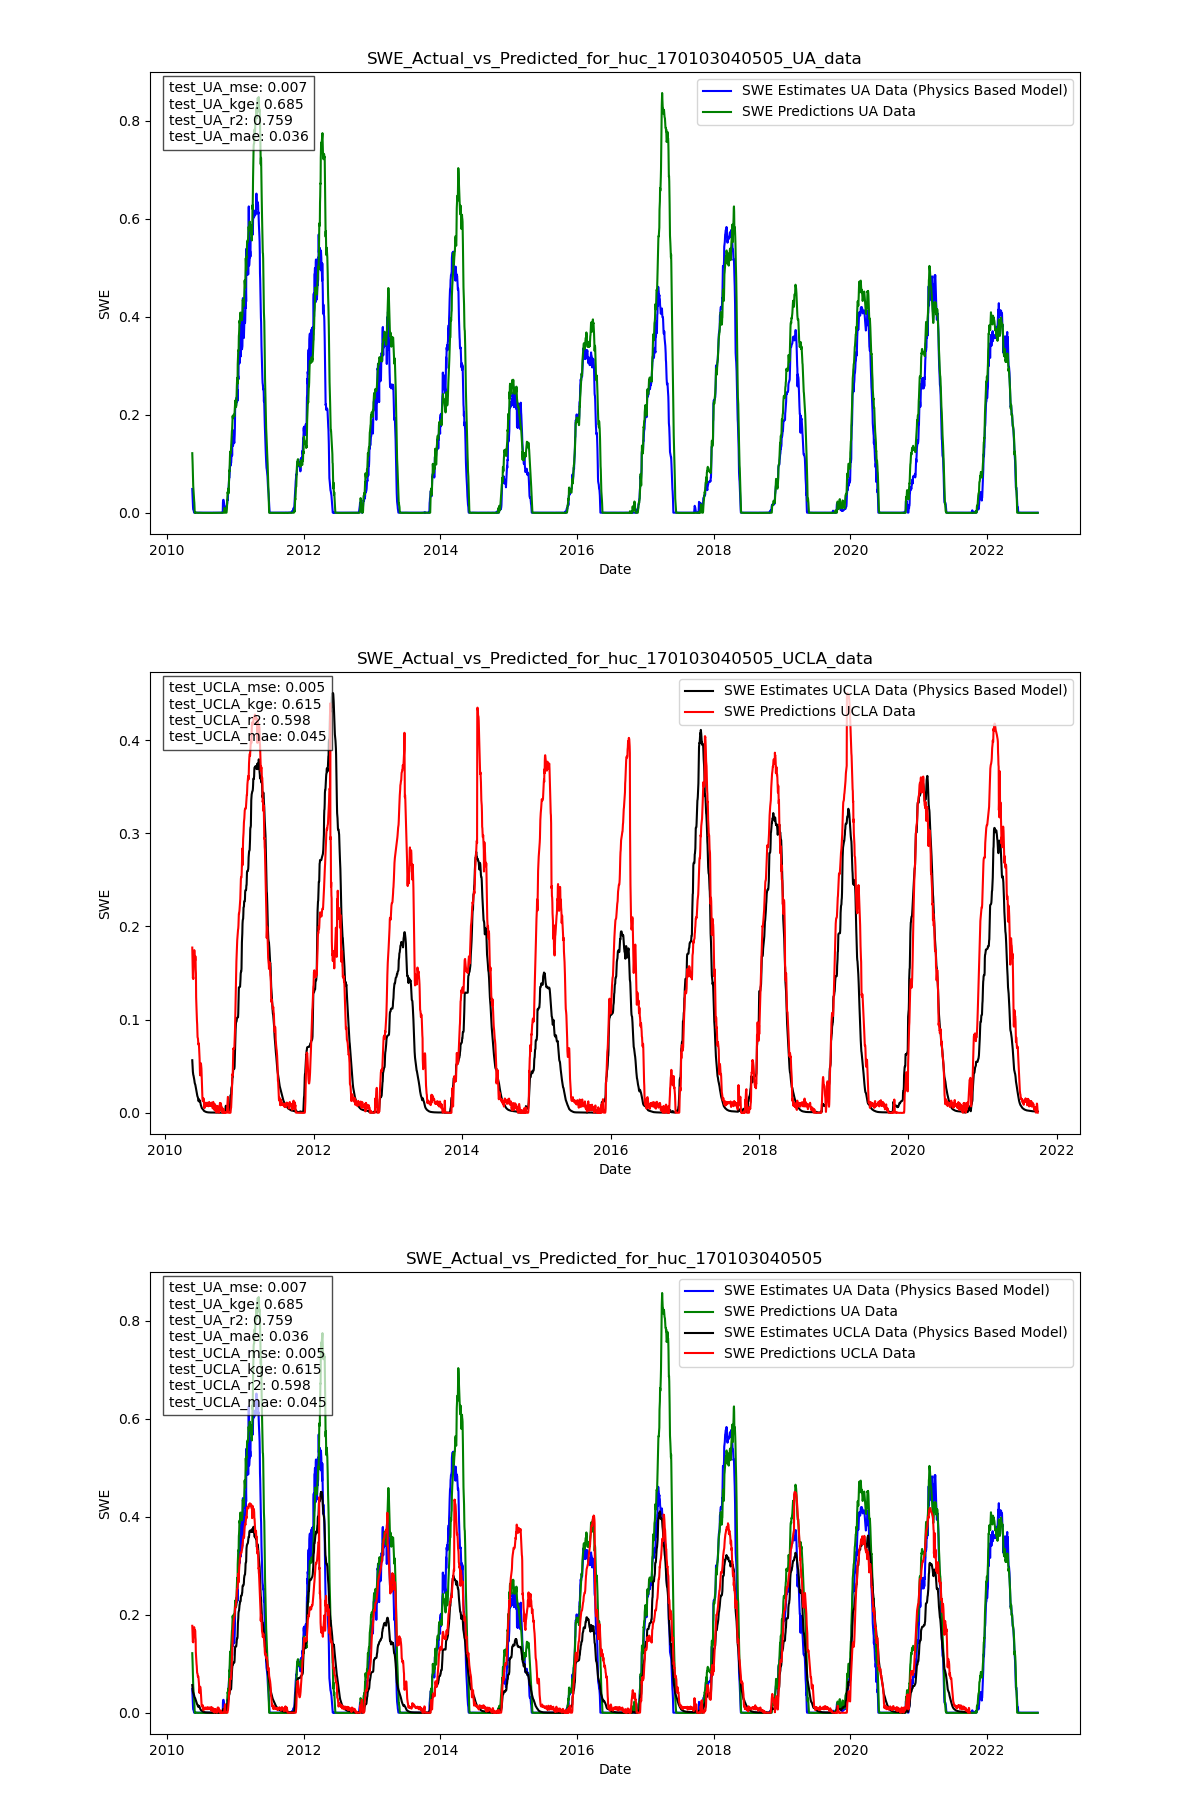 SWE_Actual_vs_Predicted_for_huc_170103040505_UA_data
test_UA_mse: 0.007
test_UA_kge: 0.685
test_UA_r2: 0.759
test_UA_mae: 0.036
SWE Estimates UA Data (Physics Based Model)
SWE Predictions UA Data
0.8
0.6
0.4
0.2
0.0
SWE
2010 2012 2014 2016 2018 2020 2022
Date
SWE_Actual_vs_Predicted_for_huc_170103040505_UCLA_data
test_UCLA_mse: 0.005
test_UCLA_kge: 0.615
test_UCLA_r2: 0.598
test_UCLA_mae: 0.045
SWE Estimates UCLA Data (Physics Based Model)
SWE Predictions UCLA Data
0.4
0.3
0.2
0.1
0.0
SWE
2010 2012 2014 2016 2018 2020 2022
Date
SWE_Actual_vs_Predicted_for_huc_170103040505
test_UA_mse: 0.007
test_UA_kge: 0.685
test_UA_r2: 0.759
test_UA_mae: 0.036
test_UCLA_mse: 0.005
test_UCLA_kge: 0.615
test_UCLA_r2: 0.598
test_UCLA_mae: 0.045
SWE Estimates UA Data (Physics Based Model)
SWE Predictions UA Data
SWE Estimates UCLA Data (Physics Based Model)
SWE Predictions UCLA Data
0.8
0.6
0.4
0.2
0.0
SWE
2010 2012 2014 2016 2018 2020 2022
Date